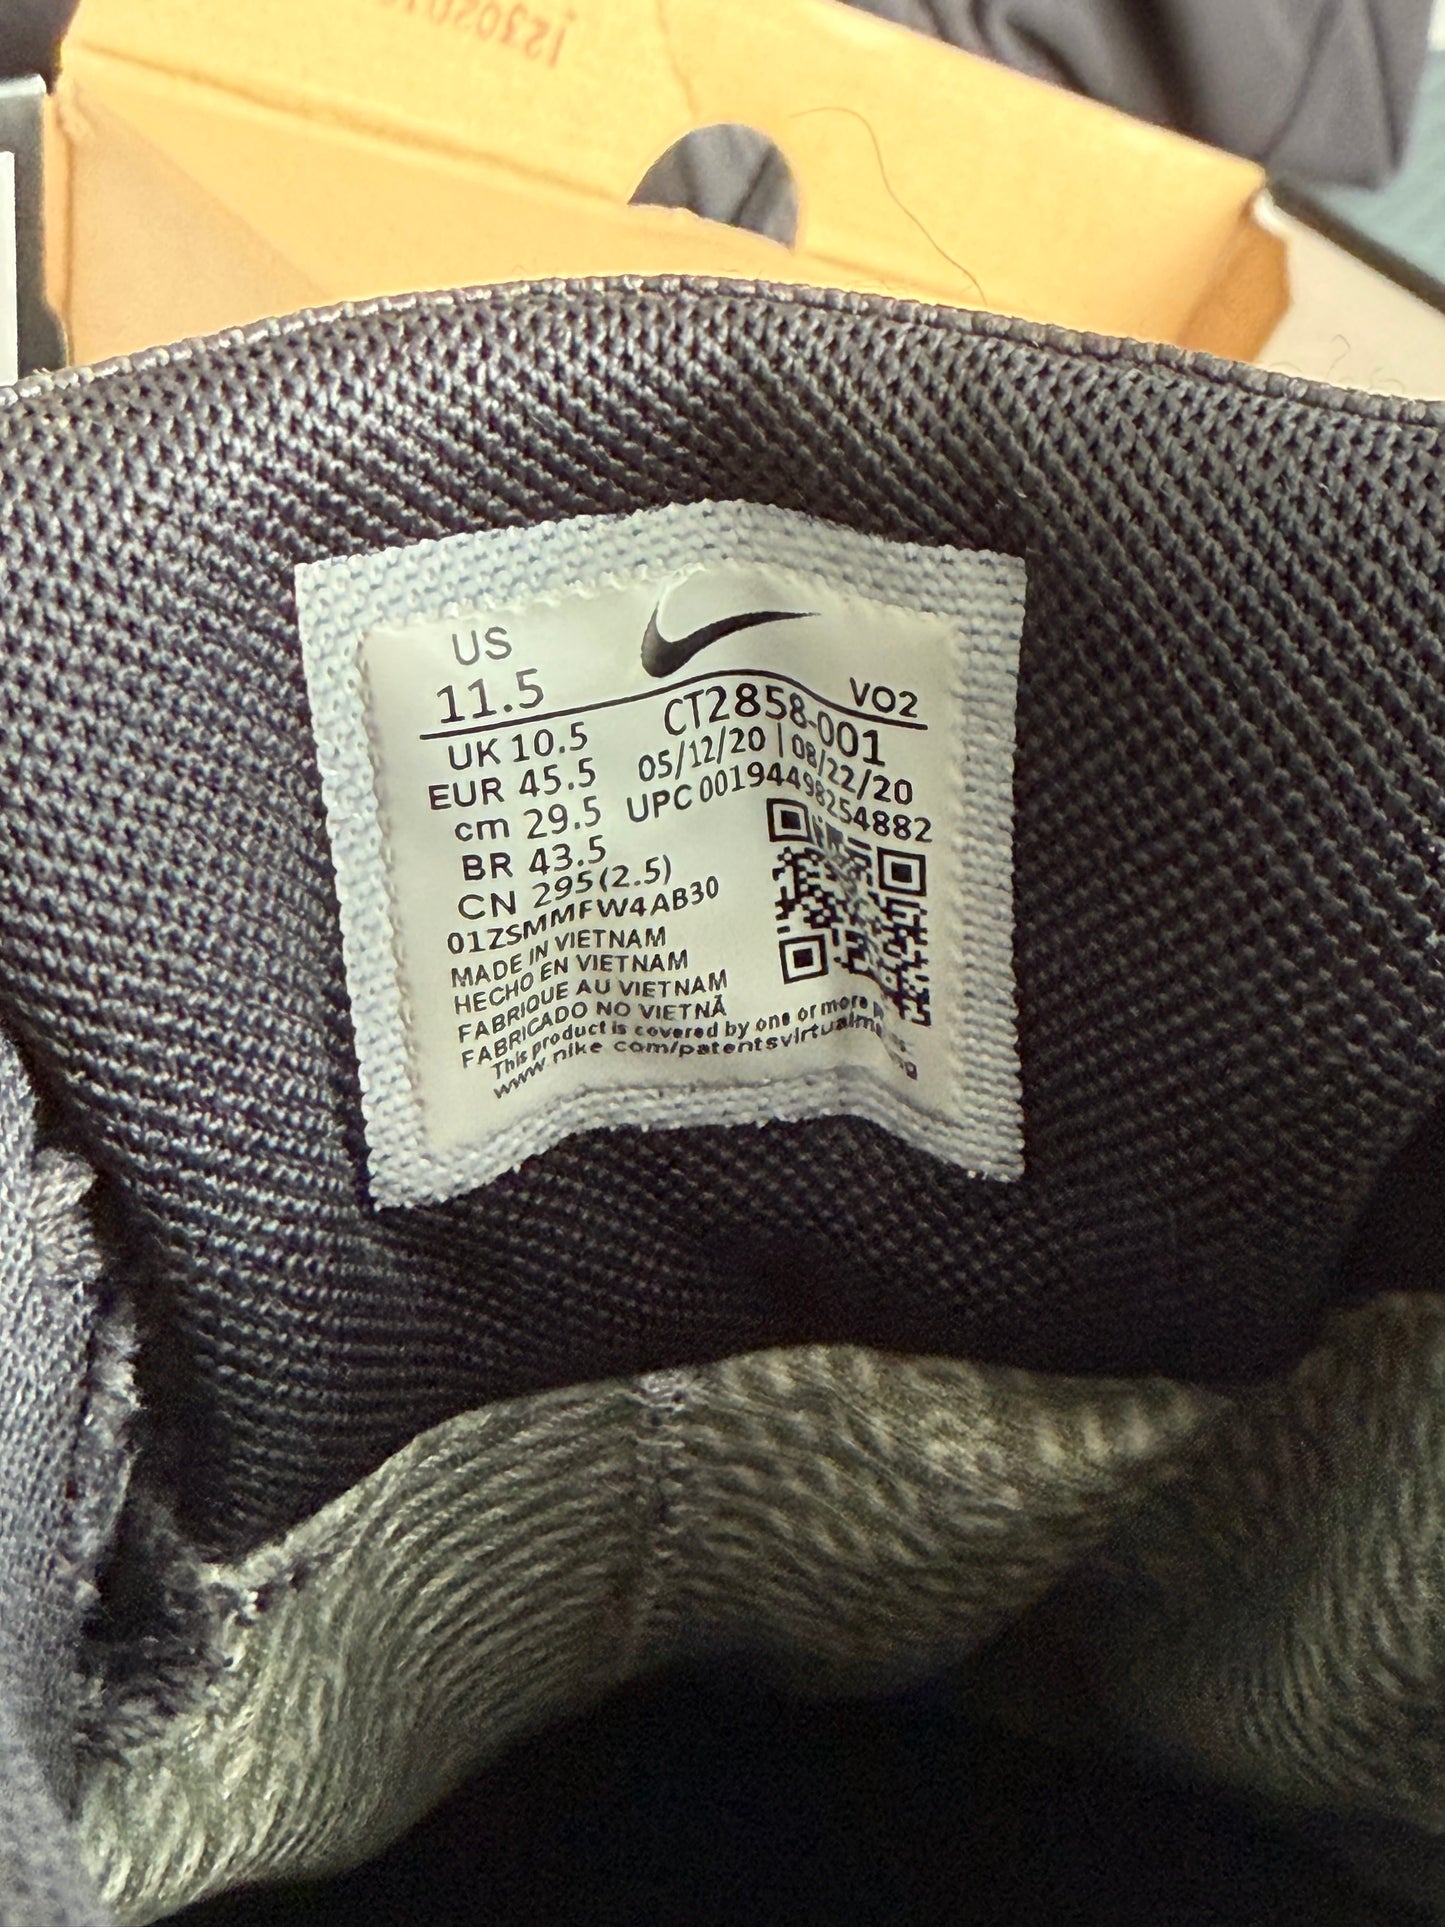 US
11.5
VO2
UK 10.5
EUR 45.5
cm 29.5
BR 43.5
CN 295(2.5)
CT2858-001
05/12/20 | 08/22/20
UPC 00194498254882
01ZSMMFW4AB30
MADE IN VIETNAM
HECHO EN VIETNAM
FABRIQUE AU VIETNAM
FABRICADO NO VIETNÃ
This product is covered by one or more
www.nike.com/patentsvirtualm